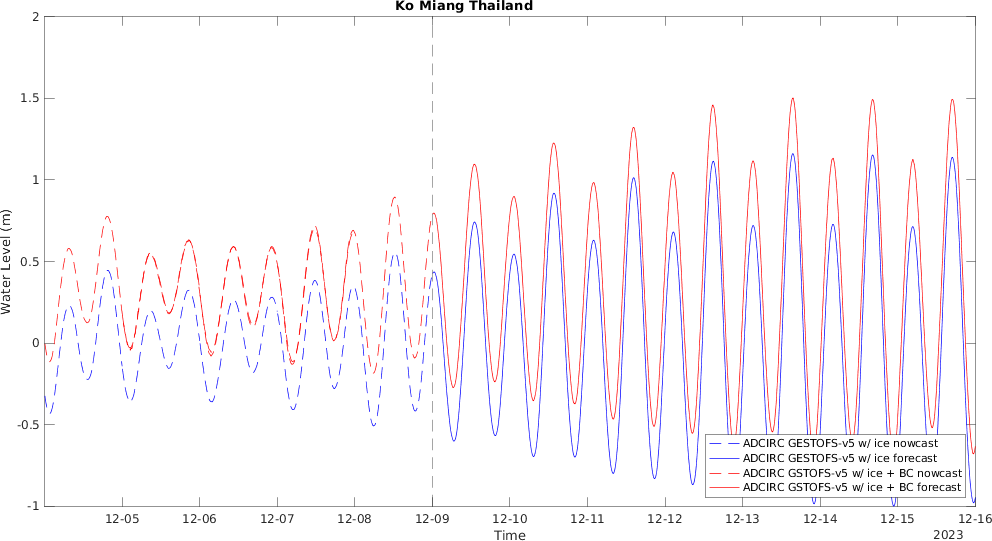 Ko Miang Thailand
2
1.5
1
0.5
0
-0.5
-1
Water Level (m)
ADCIRC GESTOFS-v5 w/ ice nowcast
ADCIRC GESTOFS-v5 w/ ice forecast
ADCIRC GSTOFS-v5 w/ ice + BC nowcast
ADCIRC GSTOFS-v5 w/ ice + BC forecast
12-05 12-06 12-07 12-08 12-09 12-10 12-11 12-12 12-13 12-14 12-15 12-16
Time
2023